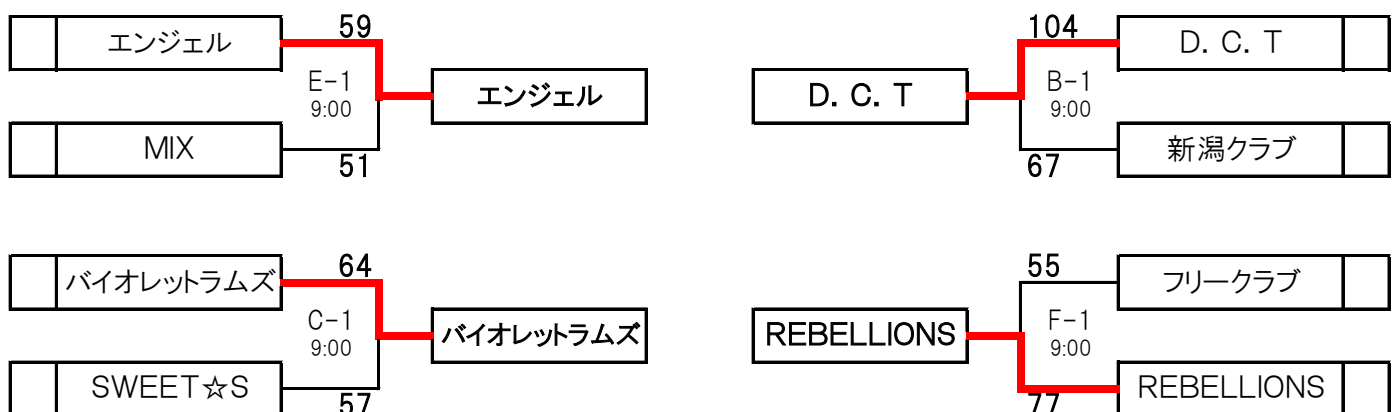 59
エンジェル
E-1
9:00
エンジェル
MIX
51
104
D. C. T
D. C. T
B-1
9:00
新潟クラブ
67
64
バイオレットラムズ
C-1
9:00
バイオレットラムズ
SWEET☆S
57
55
フリークラブ
REBELLIONS
F-1
9:00
REBELLIONS
77